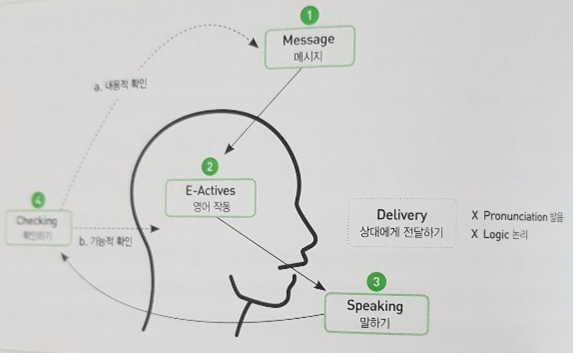 1
Message
메시지
a. 내용적 확인
2
E-Actives
영어 작동
4
Checking
확인하기
b. 기능적 확인
Delivery
상대에게 전달하기
X Pronunciation 발음
X Logic 논리
3
Speaking
말하기